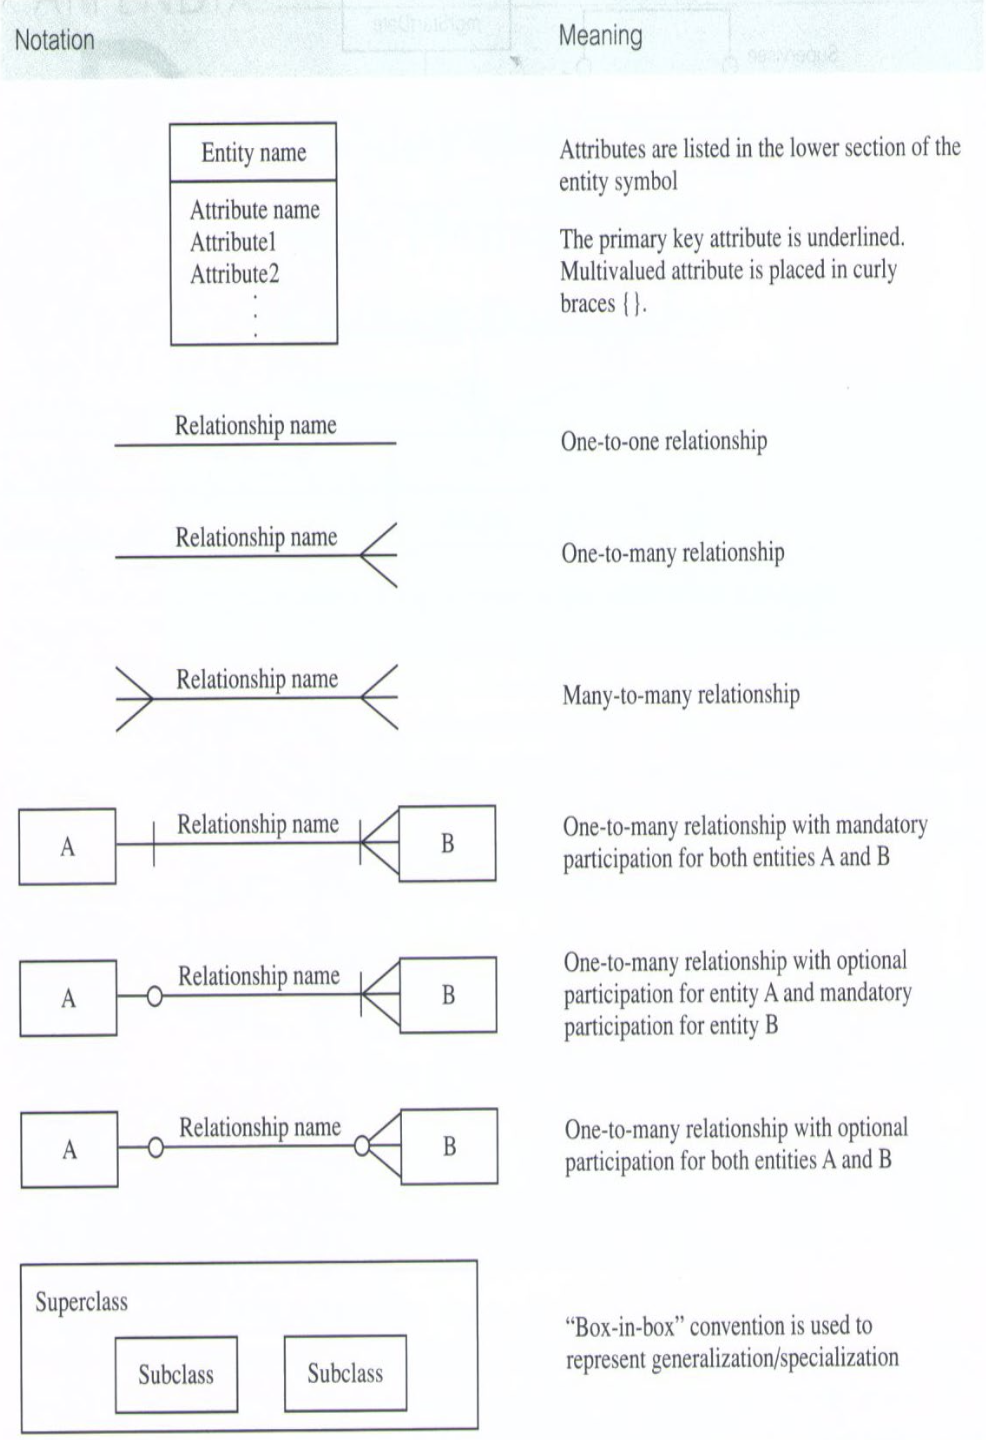 Notation
Meaning
Entity name
Attribute name
Attribute1
Attribute2
.
.
.
Attributes are listed in the lower section of the
entity symbol
The primary key attribute is underlined.
Multivalued attribute is placed in curly
braces { }.
Relationship name
One-to-one relationship
Relationship name
One-to-many relationship
Relationship name
Many-to-many relationship
A
Relationship name
B
One-to-many relationship with mandatory
participation for both entities A and B
A
Relationship name
B
One-to-many relationship with optional
participation for entity A and mandatory
participation for entity B
A
Relationship name
B
One-to-many relationship with optional
participation for both entities A and B
Superclass
Subclass
Subclass
“Box-in-box” convention is used to
represent generalization/specialization